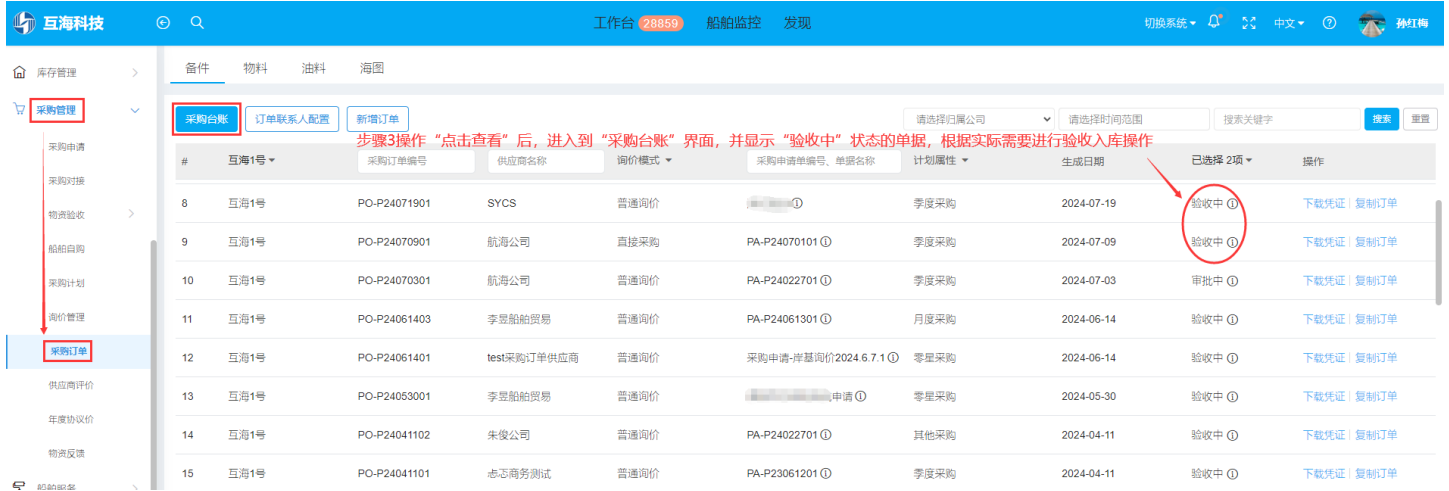 互海科技
工作台 28859 船舶监控 发现
切换系统 中文 孙红梅
库存管理
采购管理
采购申请
采购对接
物资验收
船舶自购
采购计划
询价管理
采购订单
供应商评价
年度协议价
物资反馈
船舶服务
备件 物料 油料 海图
采购台账 订单联系人配置 新增订单 请选择归属公司 请选择时间范围 搜索关键字 搜索 重置
步骤3操作“点击查看”后，进入到“采购台账”界面，并显示“验收中”状态的单据，根据实际需要进行验收入库操作
# 互海1号 采购订单编号 供应商名称 询价模式 采购申请单编号、单据名称 计划属性 生成日期 已选择 2项 操作
8 互海1号 PO-P24071901 SYCS 普通询价 季度采购 2024-07-19 验收中 下载凭证 复制订单
9 互海1号 PO-P24070901 航海公司 直接采购 PA-P24070101 季度采购 2024-07-09 验收中 下载凭证 复制订单
10 互海1号 PO-P24070301 航海公司 普通询价 PA-P24022701 季度采购 2024-07-03 审批中 下载凭证 复制订单
11 互海1号 PO-P24061403 李昱船舶贸易 普通询价 PA-P24061301 月度采购 2024-06-14 验收中 下载凭证 复制订单
12 互海1号 PO-P24061401 test采购订单供应商 普通询价 采购申请-岸基询价2024.6.7.1 零星采购 2024-06-14 验收中 下载凭证 复制订单
13 互海1号 PO-P24053001 李昱船舶贸易 普通询价 申请 零星采购 2024-05-30 验收中 下载凭证 复制订单
14 互海1号 PO-P24041102 朱俊公司 普通询价 PA-P24022701 其他采购 2024-04-11 验收中 下载凭证 复制订单
15 互海1号 PO-P24041101 忐忑商务测试 普通询价 PA-P23061201 季度采购 2024-04-11 验收中 下载凭证 复制订单